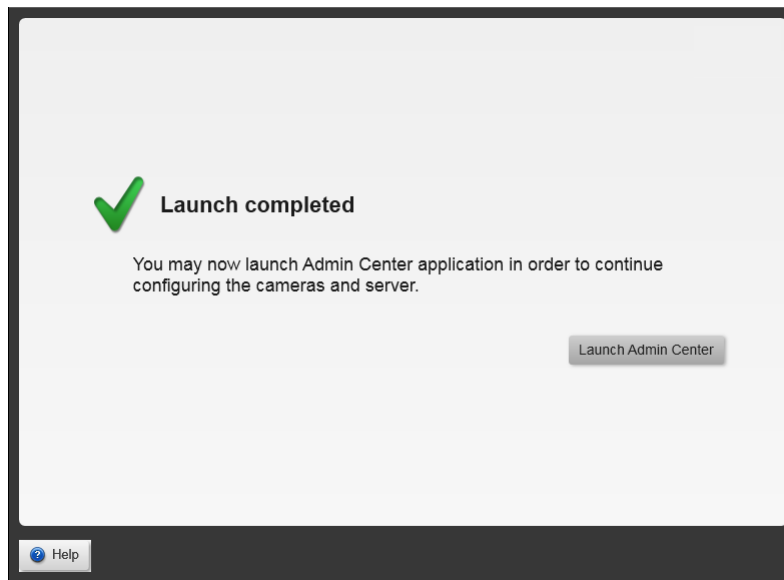 Launch completed
You may now launch Admin Center application in order to continue
configuring the cameras and server.
Launch Admin Center
Help